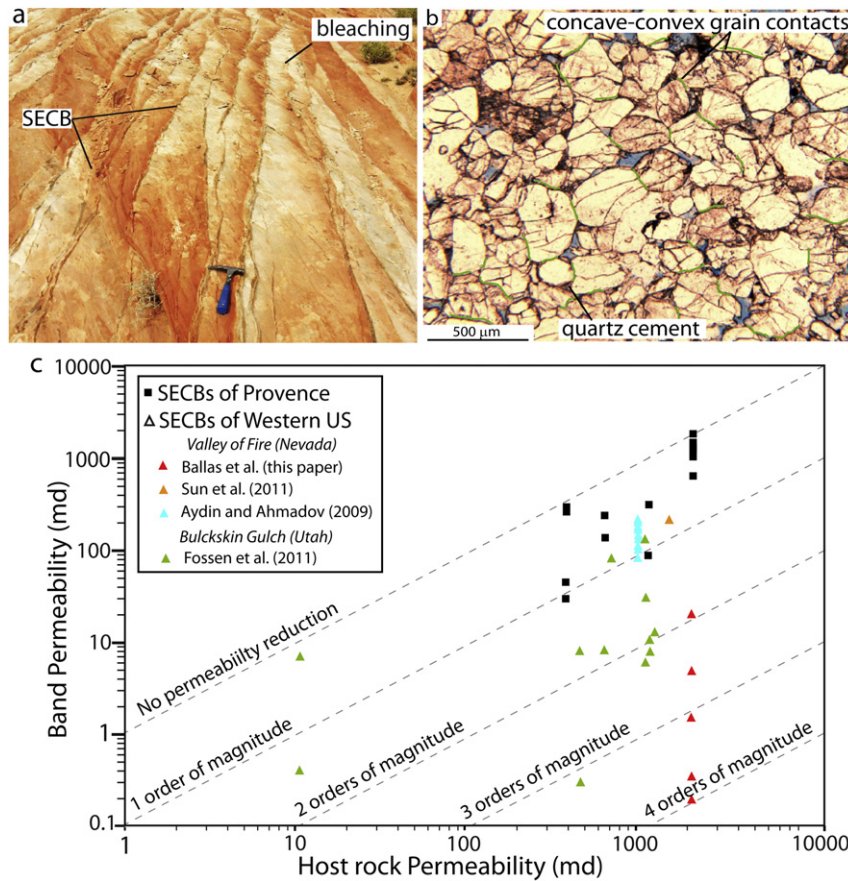 a
bleaching
SECB
b
concave-convex grain contacts
500 µm
quartz cement
c
10000
1000
100
10
1
0.1
Band Permeability (md)
SECBs of Provence
SECBs of Western US
Valley of Fire (Nevada)
Ballas et al. (this paper)
Sun et al. (2011)
Aydin and Ahmadov (2009)
Bulckskin Gulch (Utah)
Fossen et al. (2011)
No permeabiilty reduction
1 order of magnitude
2 orders of magnitude
3 orders of magnitude
4 orders of magnitude
1
10
100
1000
10000
Host rock Permeability (md)